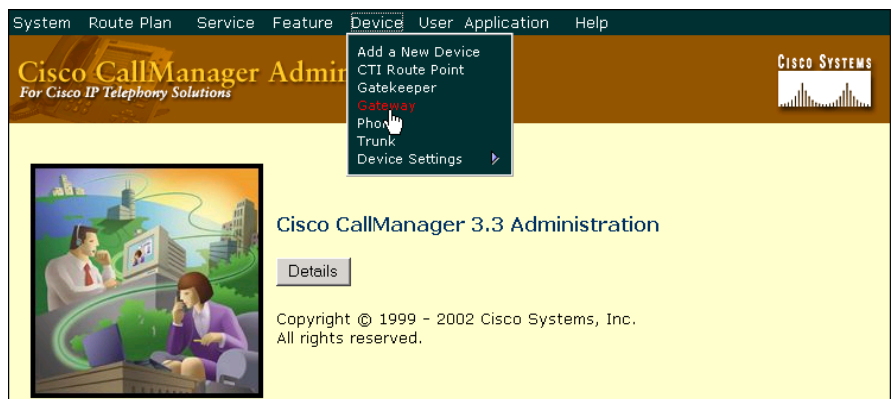 System Route Plan Service Feature Device User Application Help
Cisco CallManager Admin
For Cisco IP Telephony Solutions
Add a New Device
CTI Route Point
Gatekeeper
Gateway
Phone
Trunk
Device Settings
CISCO SYSTEMS
Cisco CallManager 3.3 Administration
Details
Copyright © 1999 - 2002 Cisco Systems, Inc.
All rights reserved.